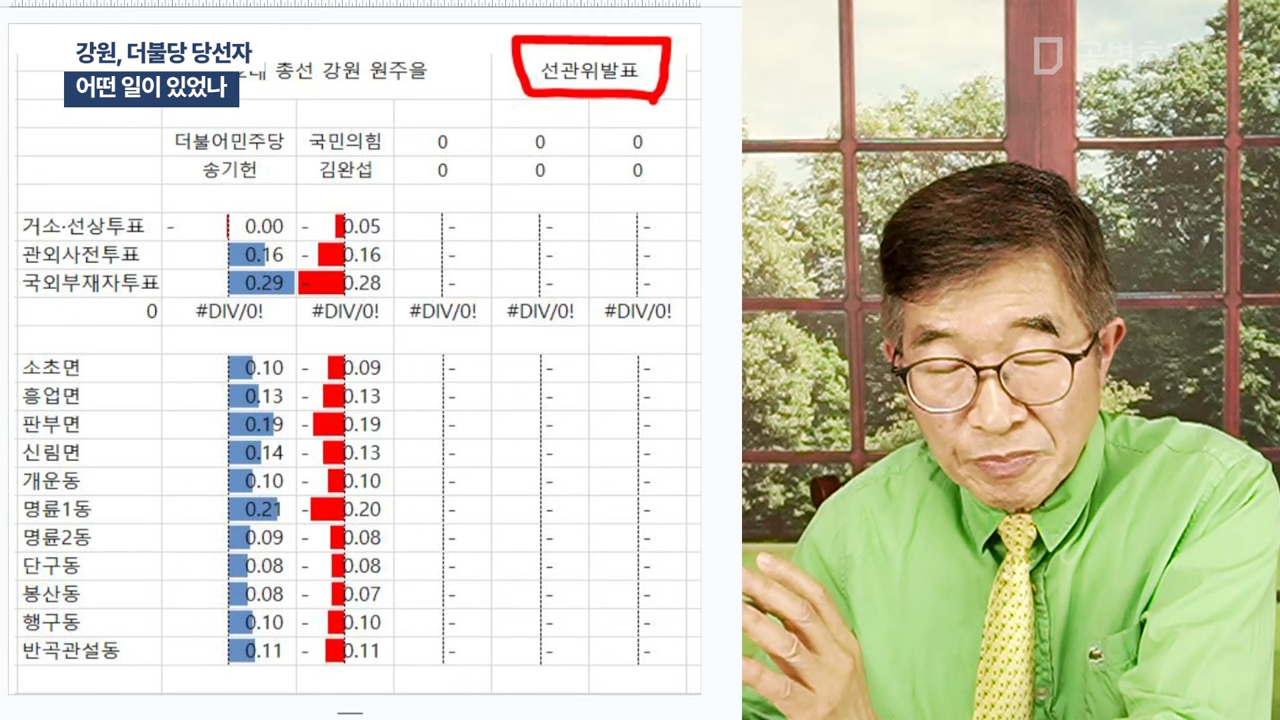 강원, 더불당 당선자
어떤 일이 있었나
총선 강원 원주을
선관위발표
더불어민주당 국민의힘 0 0 0
송기헌 김완섭 0 0 0
거소·선상투표 - 0.00 - 0.05 - - -
관외사전투표 0.16 - 0.16 - - -
국외부재자투표 0.29 - 0.28 - - -
0 #DIV/0! #DIV/0! #DIV/0! #DIV/0! #DIV/0!
소초면 0.10 - 0.09 - - -
흥업면 0.13 - 0.13 - - -
판부면 0.19 - 0.19 - - -
신림면 0.14 - 0.13 - - -
개운동 0.10 - 0.10 - - -
명륜1동 0.21 - 0.20 - - -
명륜2동 0.09 - 0.08 - - -
단구동 0.08 - 0.08 - - -
봉산동 0.08 - 0.07 - - -
행구동 0.10 - 0.10 - - -
반곡관설동 0.11 - 0.11 - - -